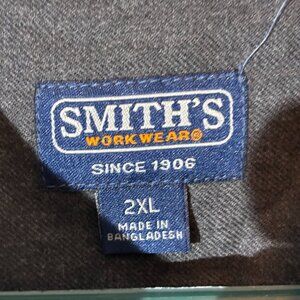 SMITH'S
WORKWEAR®
SINCE 1906
2XL
MADE IN
BANGLADESH